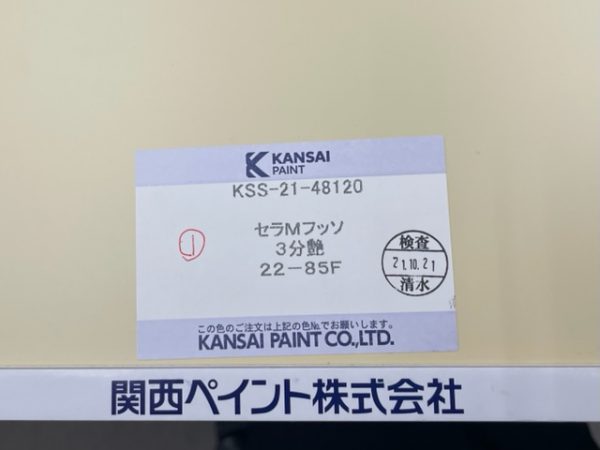 KANSAI
PAINT
KSS-21-48120
セラMフッソ
3分艶
22-85F
1
検査
21.10.21
清水
この色のご注文は上記の色№でお願いします。
KANSAI PAINT CO.,LTD.
関西ペイント株式会社